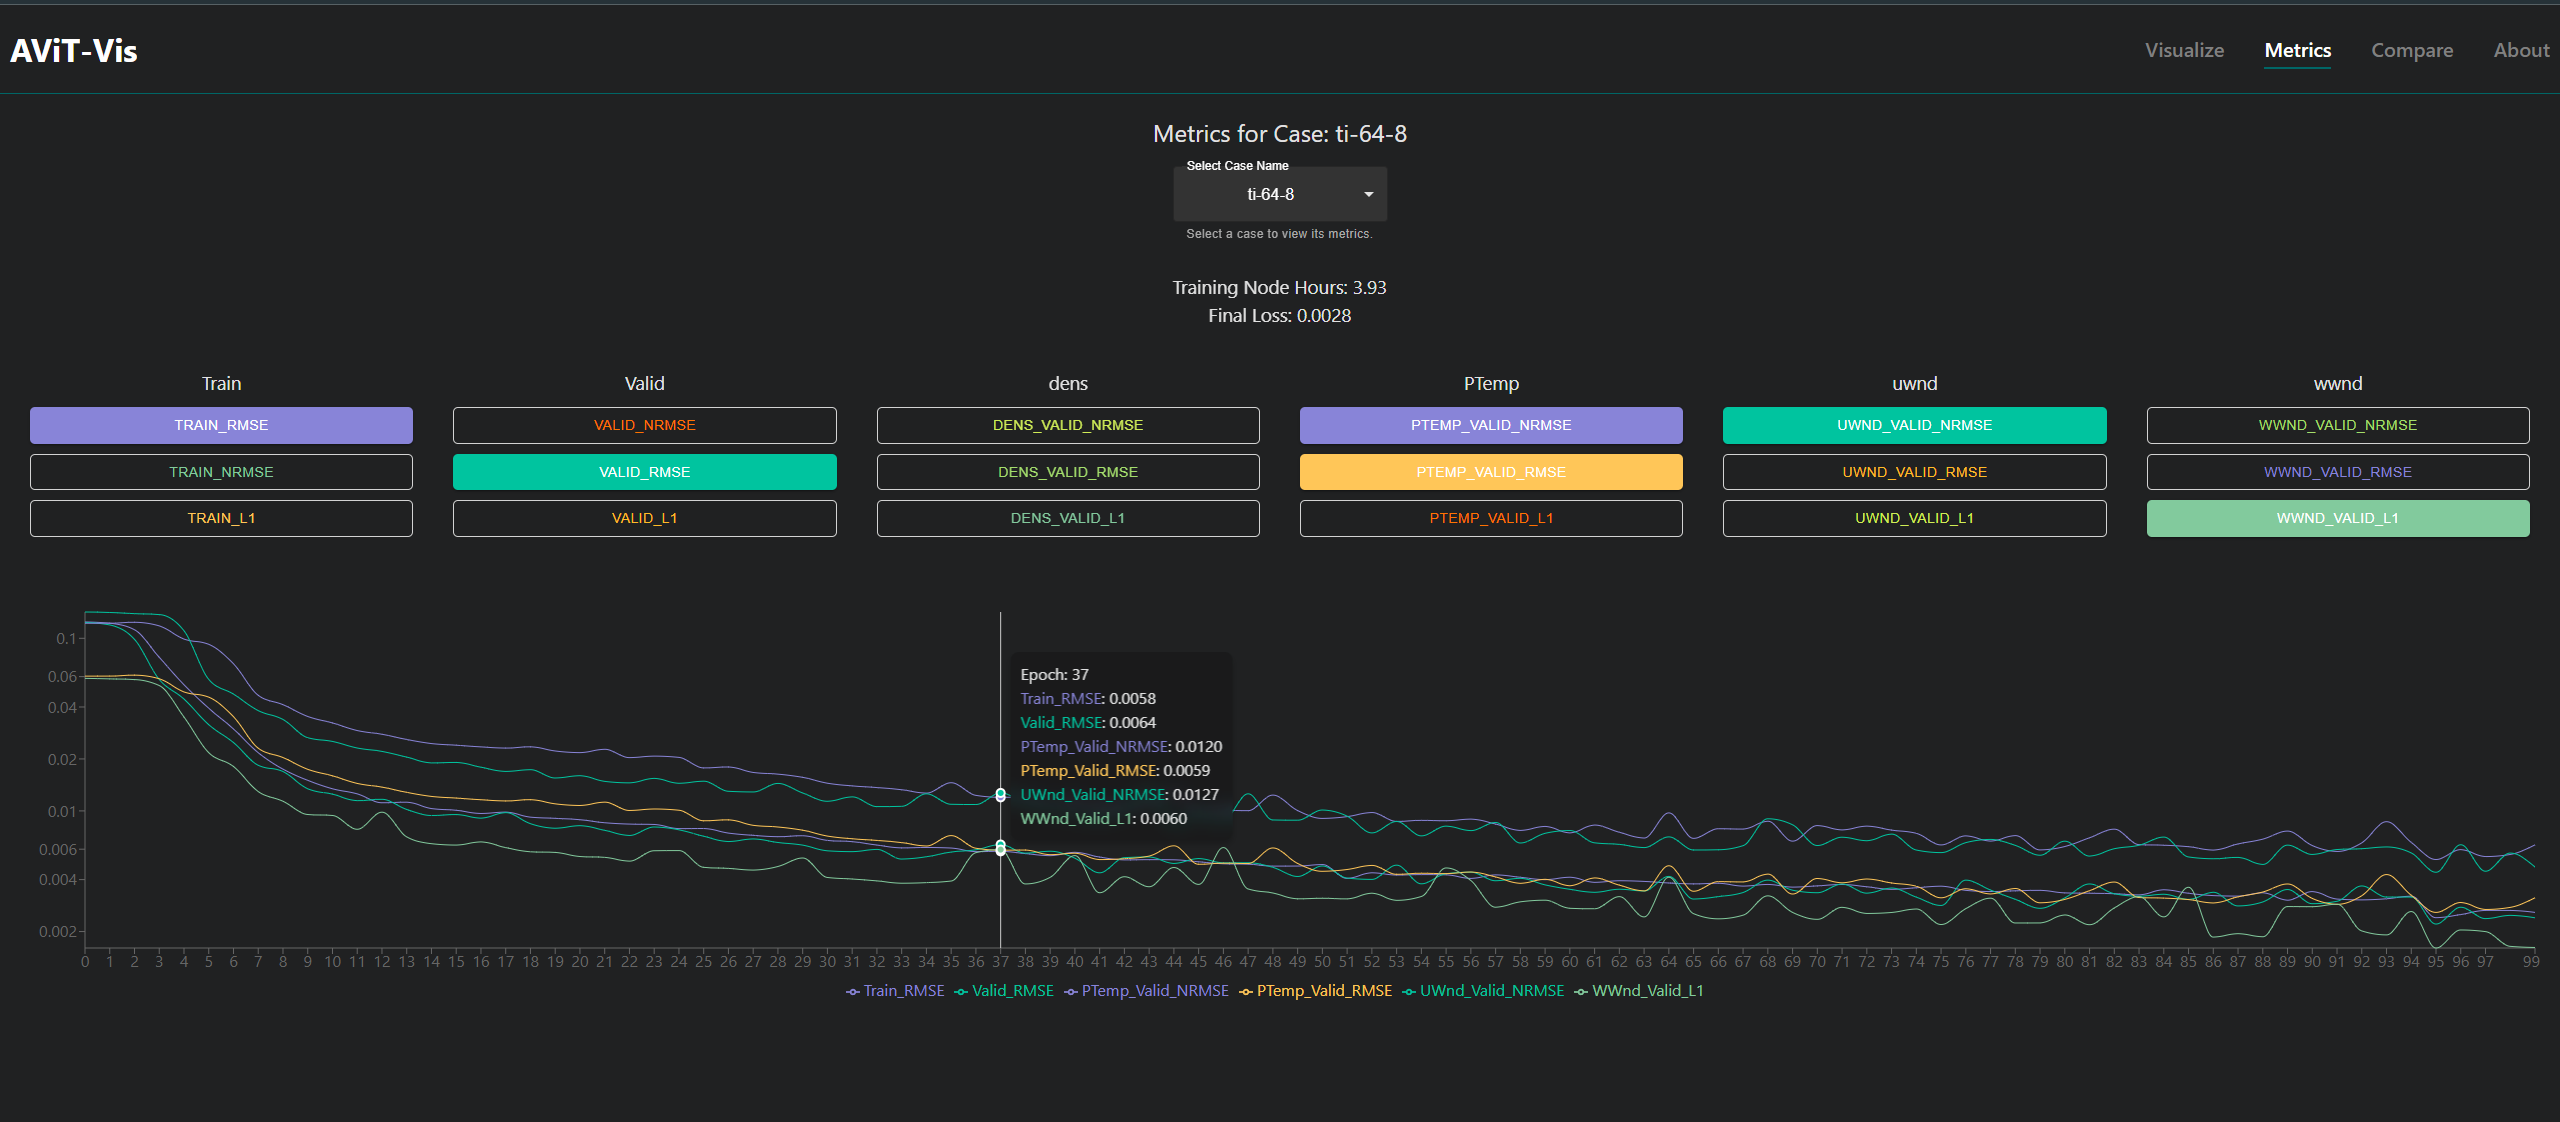 AViT-Vis
Visualize Metrics Compare About
Metrics for Case: ti-64-8
Select Case Name
ti-64-8
Select a case to view its metrics.
Training Node Hours: 3.93
Final Loss: 0.0028
Train Valid dens PTemp uwnd wwnd
TRAIN_RMSE VALID_NRMSE DENS_VALID_NRMSE PTEMP_VALID_NRMSE UWND_VALID_NRMSE WWND_VALID_NRMSE
TRAIN_NRMSE VALID_RMSE DENS_VALID_RMSE PTEMP_VALID_RMSE UWND_VALID_RMSE WWND_VALID_RMSE
TRAIN_L1 VALID_L1 DENS_VALID_L1 PTEMP_VALID_L1 UWND_VALID_L1 WWND_VALID_L1
0.1
0.06
0.04
0.02
0.01
0.006
0.004
0.002
Epoch: 37
Train_RMSE: 0.0058
Valid_RMSE: 0.0064
PTemp_Valid_NRMSE: 0.0120
PTemp_Valid_RMSE: 0.0059
UWnd_Valid_NRMSE: 0.0127
WWnd_Valid_L1: 0.0060
0 1 2 3 4 5 6 7 8 9 10 11 12 13 14 15 16 17 18 19 20 21 22 23 24 25 26 27 28 29 30 31 32 33 34 35 36 37 38 39 40 41 42 43 44 45 46 47 48 49 50 51 52 53 54 55 56 57 58 59 60 61 62 63 64 65 66 67 68 69 70 71 72 73 74 75 76 77 78 79 80 81 82 83 84 85 86 87 88 89 90 91 92 93 94 95 96 97 99
Train_RMSE Valid_RMSE PTemp_Valid_NRMSE PTemp_Valid_RMSE UWnd_Valid_NRMSE WWnd_Valid_L1